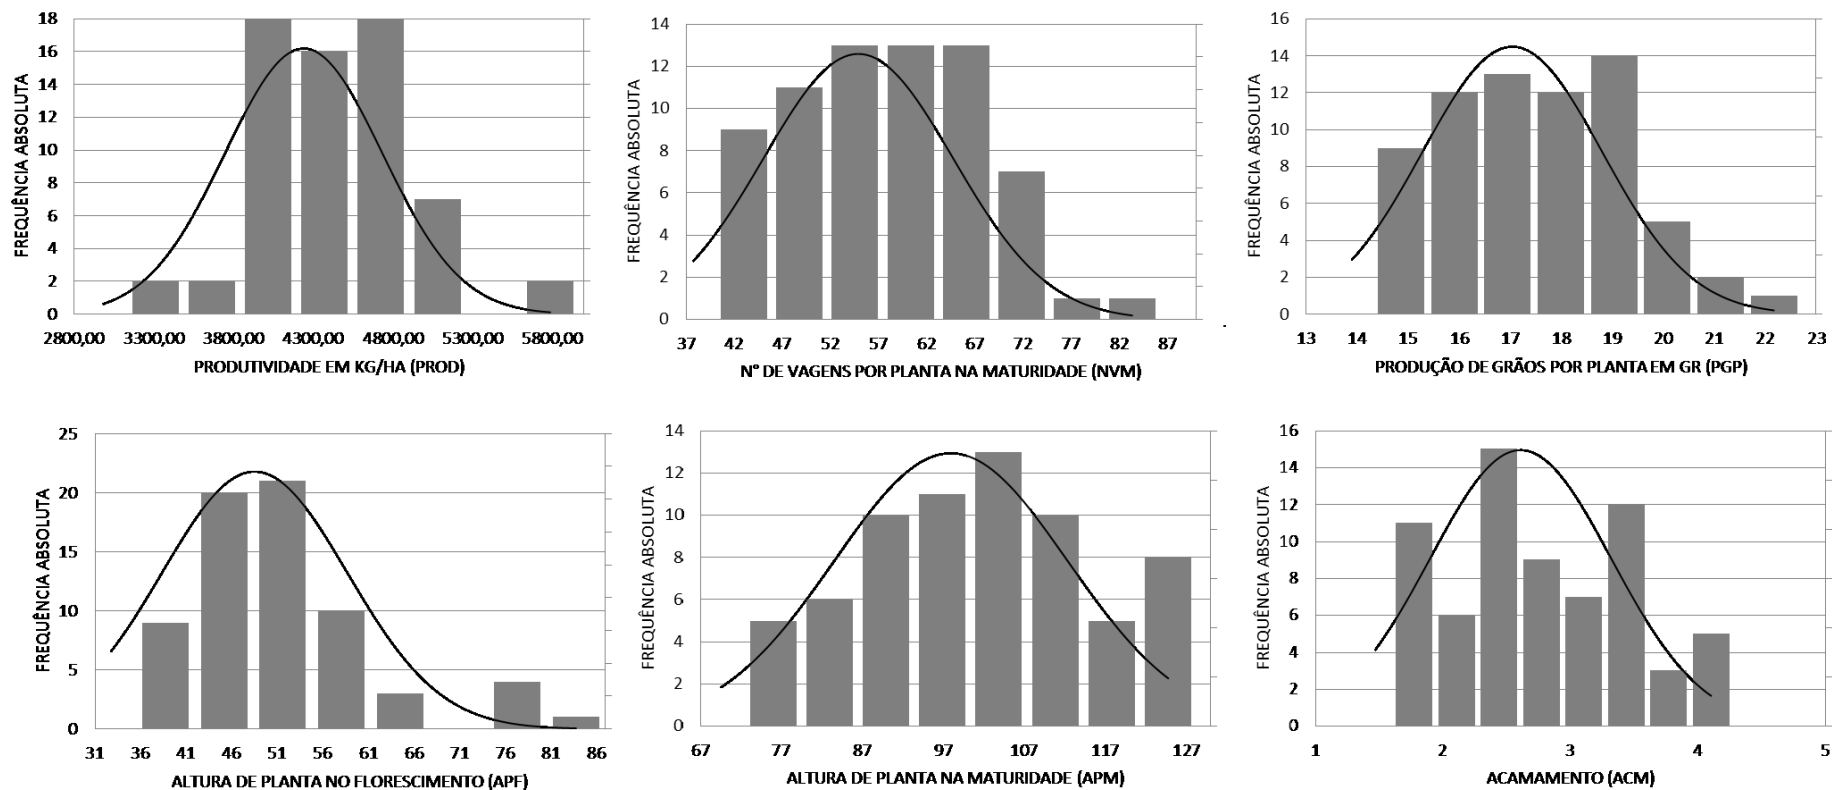 FREQUÊNCIA ABSOLUTA
18
16
14
12
10
8
6
4
2
0
2800,00 3300,00 3800,00 4300,00 4800,00 5300,00 5800,00
PRODUTIVIDADE EM KG/HA (PROD)
FREQUÊNCIA ABSOLUTA
14
12
10
8
6
4
2
0
37 42 47 52 57 62 67 72 77 82 87
N° DE VAGENS POR PLANTA NA MATURIDADE (NVM)
FREQUÊNCIA ABSOLUTA
16
14
12
10
8
6
4
2
0
13 14 15 16 17 18 19 20 21 22 23
PRODUÇÃO DE GRÃOS POR PLANTA EM GR (PGP)
FREQUÊNCIA ABSOLUTA
25
20
15
10
5
0
31 36 41 46 51 56 61 66 71 76 81 86
ALTURA DE PLANTA NO FLORESCIMENTO (APF)
FREQUÊNCIA ABSOLUTA
14
12
10
8
6
4
2
0
67 77 87 97 107 117 127
ALTURA DE PLANTA NA MATURIDADE (APM)
FREQUÊNCIA ABSOLUTA
16
14
12
10
8
6
4
2
0
1 2 3 4 5
ACAMAMENTO (ACM)